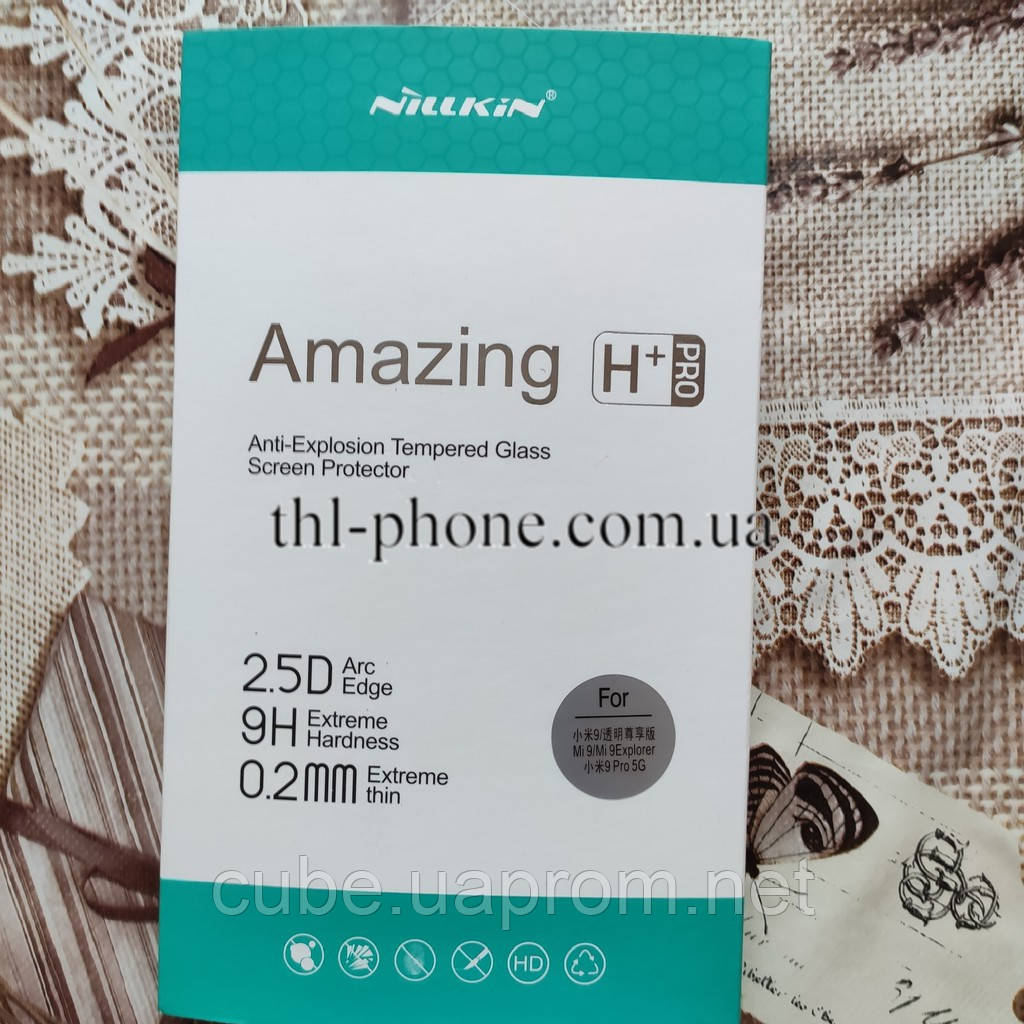 NILLKIN®
Amazing H+ PRO
Anti-Explosion Tempered Glass
Screen Protector
thl-phone.com.ua
2.5D Arc Edge
9H Extreme Hardness
0.2mm Extreme thin
For
小米9/透明尊享版
Mi 9/Mi 9Explorer
小米9 Pro 5G
cube.uaprom.net
HD